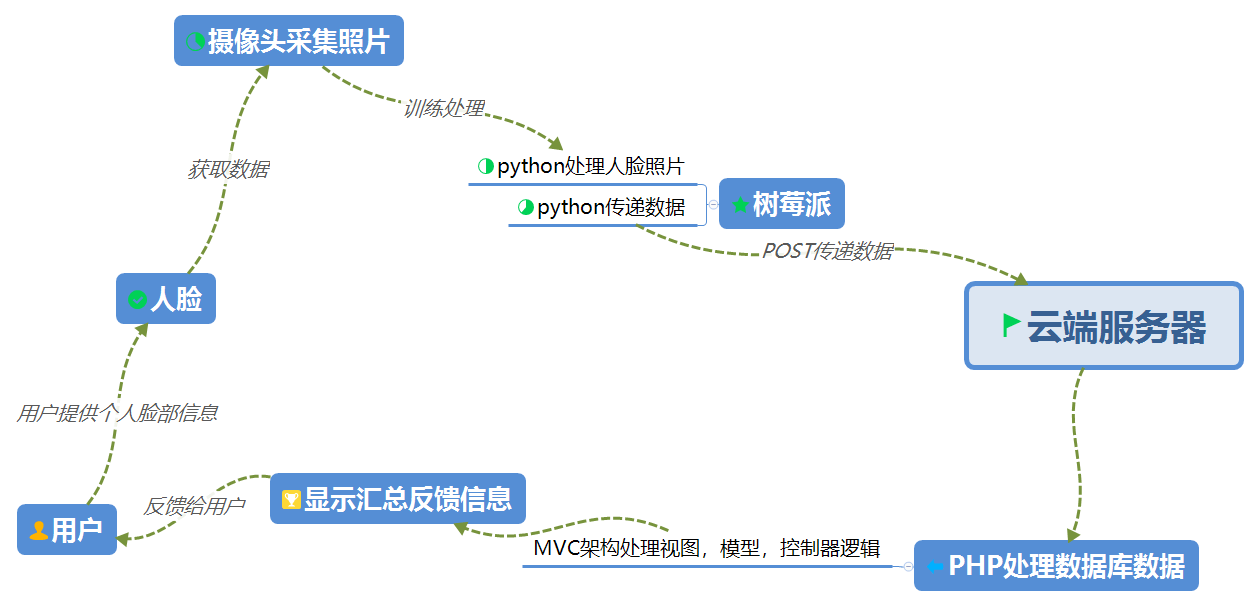 摄像头采集照片
训练处理
获取数据
python处理人脸照片
python传递数据
树莓派
POST传递数据
人脸
云端服务器
用户提供个人脸部信息
显示汇总反馈信息
反馈给用户
用户
MVC架构处理视图，模型，控制器逻辑
PHP处理数据库数据